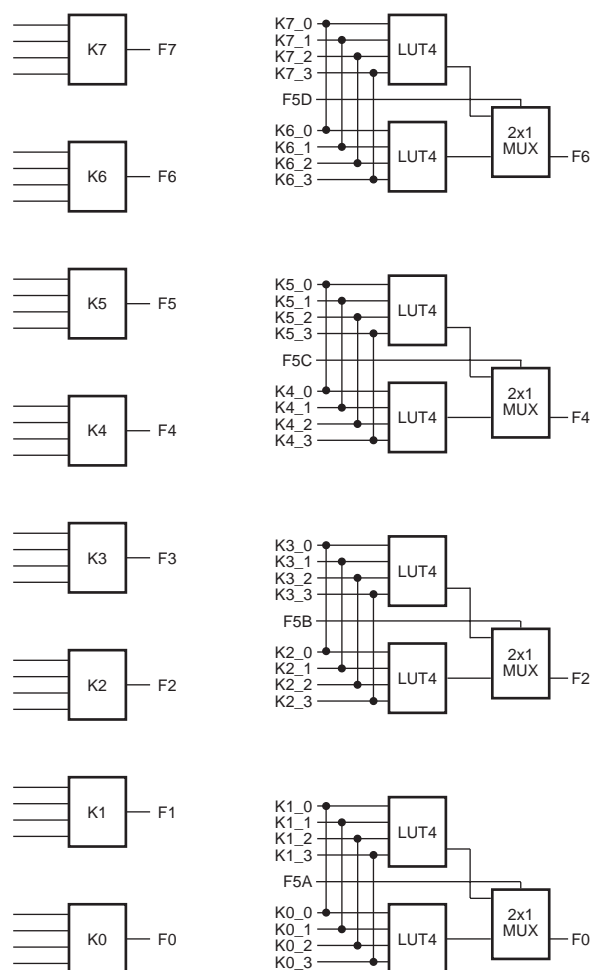 K7 F7
K6 F6
K5 F5
K4 F4
K3 F3
K2 F2
K1 F1
K0 F0
K7_0
K7_1
K7_2
K7_3
LUT4
F5D
K6_0
K6_1
K6_2
K6_3
LUT4
2x1
MUX
F6
K5_0
K5_1
K5_2
K5_3
LUT4
F5C
K4_0
K4_1
K4_2
K4_3
LUT4
2x1
MUX
F4
K3_0
K3_1
K3_2
K3_3
LUT4
F5B
K2_0
K2_1
K2_2
K2_3
LUT4
2x1
MUX
F2
K1_0
K1_1
K1_2
K1_3
LUT4
F5A
K0_0
K0_1
K0_2
K0_3
LUT4
2x1
MUX
F0